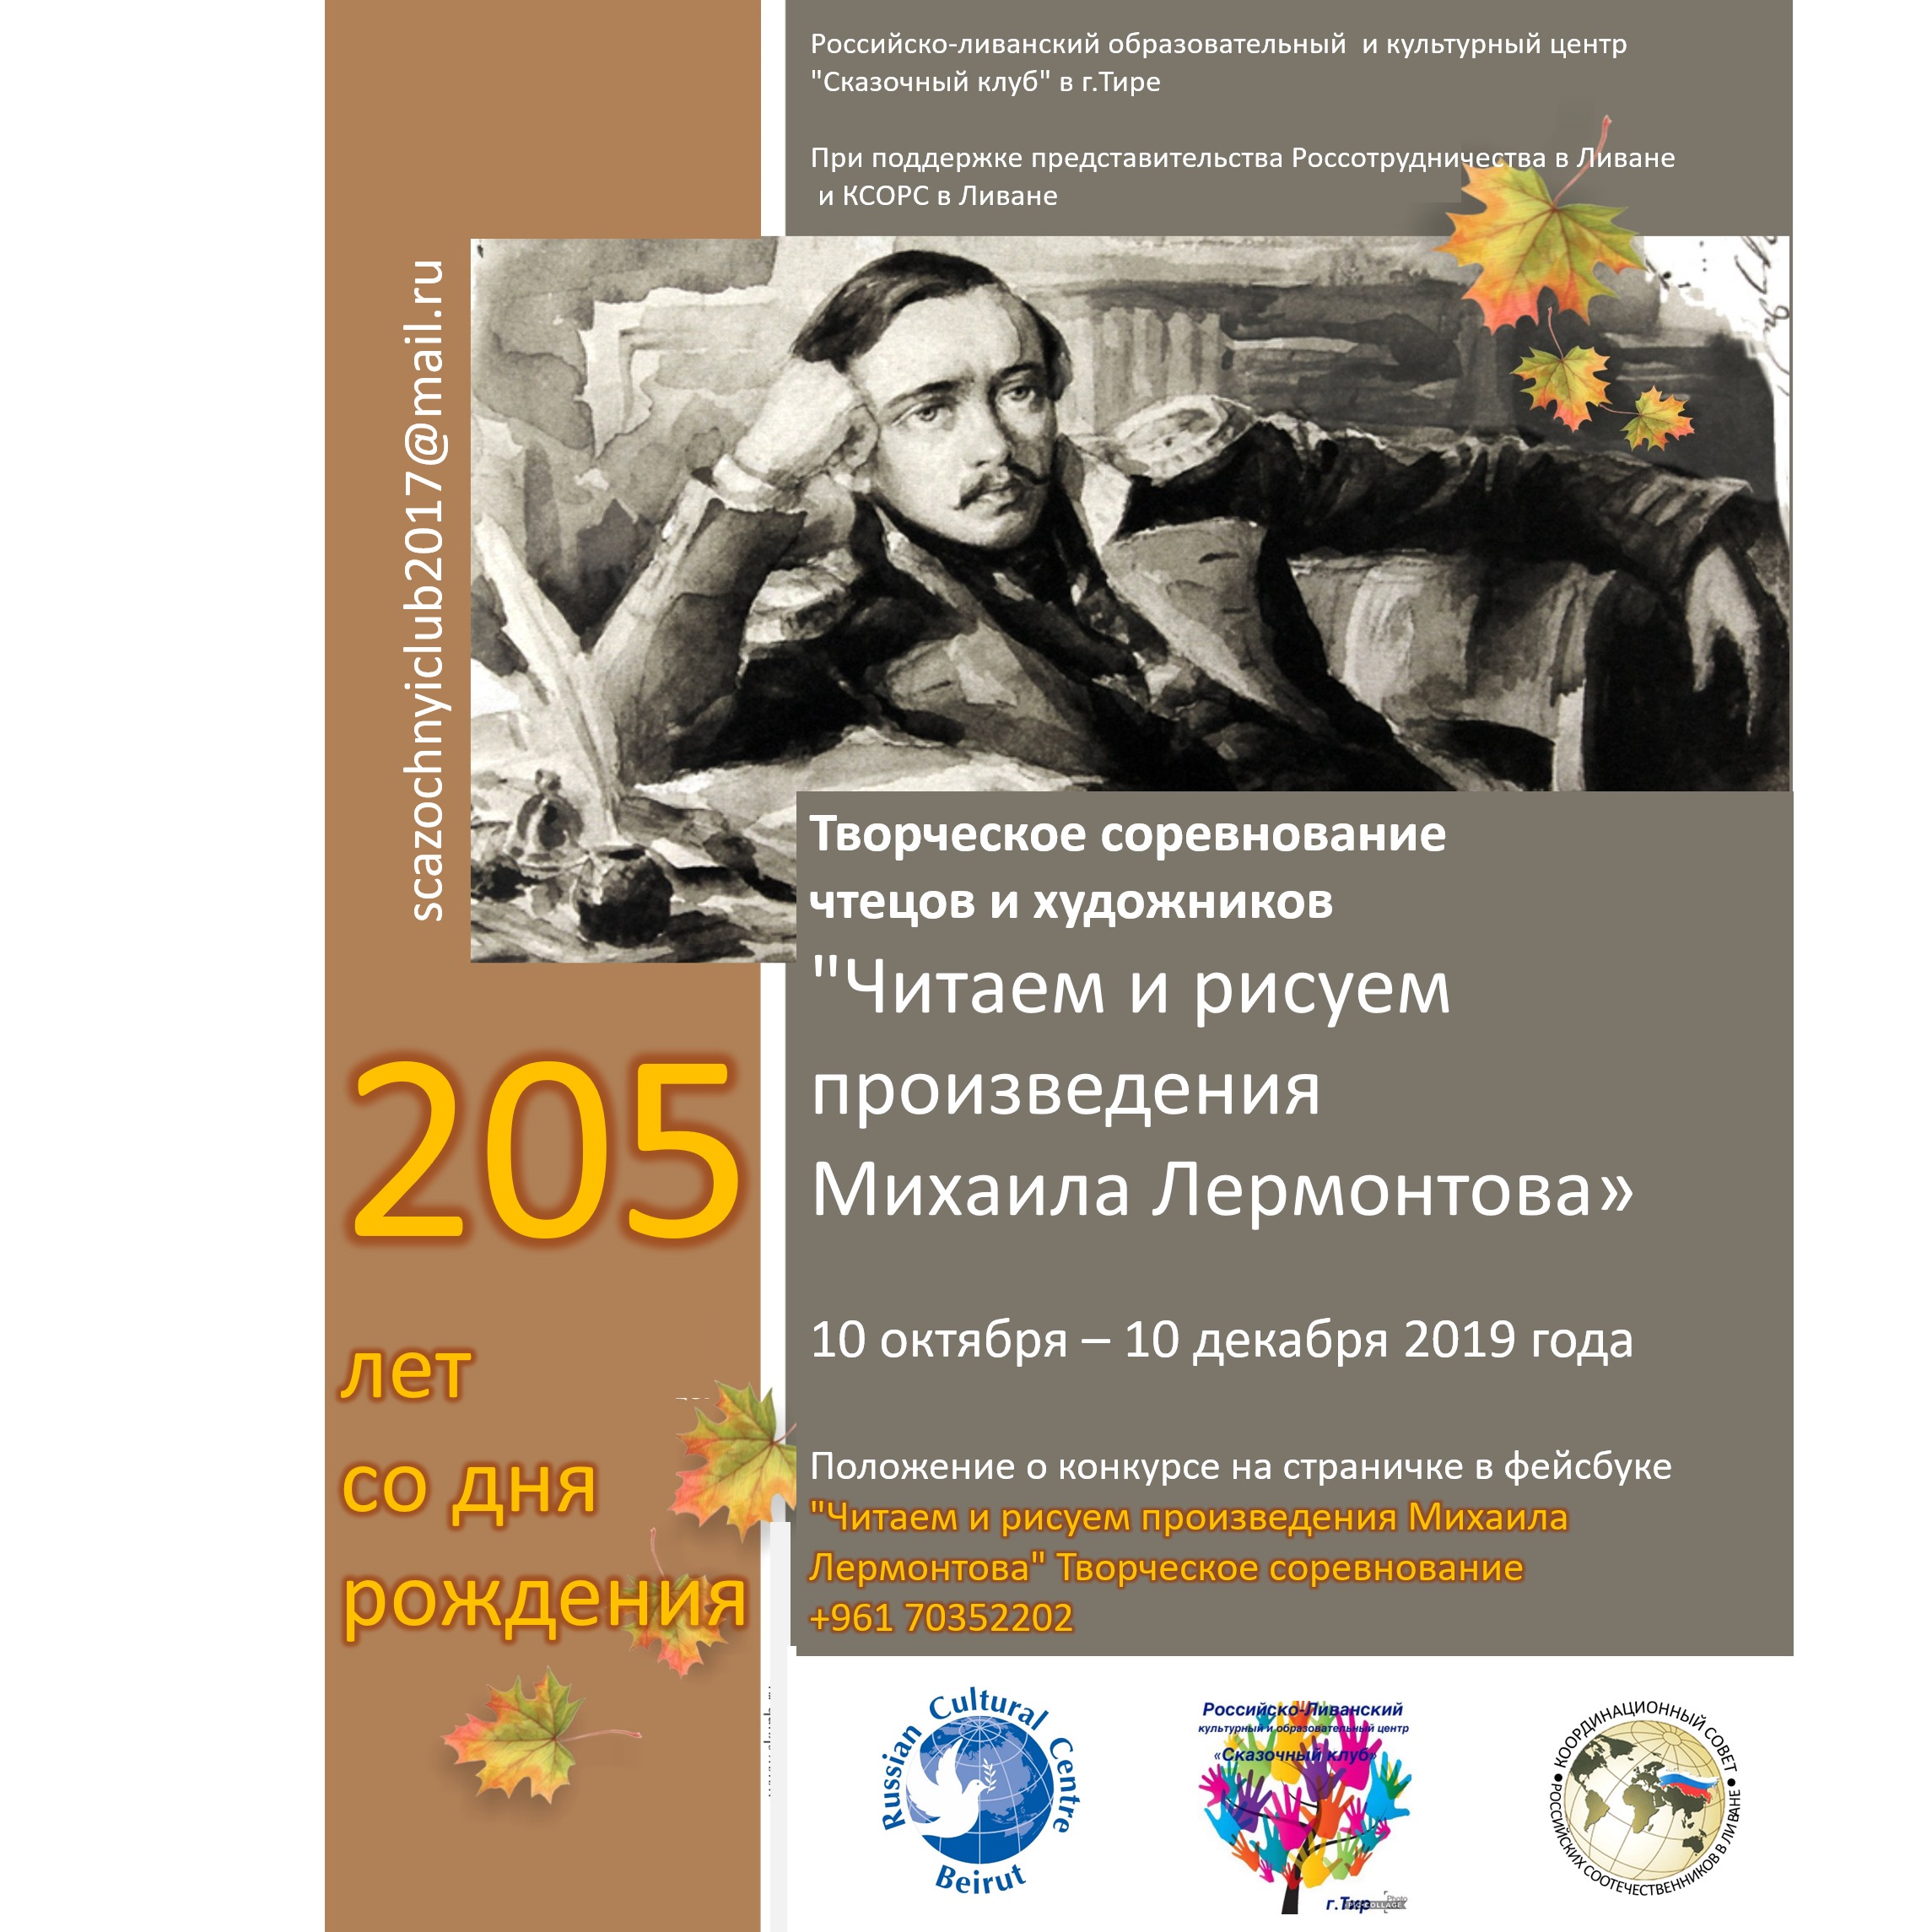 Российско-ливанский образовательный и культурный центр
"Сказочный клуб" в г.Тире
При поддержке представительства Россотрудничества в Ливане
и КСОРС в Ливане
scazochnyiclub2017@mail.ru
Творческое соревнование
чтецов и художников
"Читаем и рисуем
произведения
Михаила Лермонтова»
205
лет
со дня
рождения
10 октября – 10 декабря 2019 года
Положение о конкурсе на страничке в фейсбуке
"Читаем и рисуем произведения Михаила
Лермонтова" Творческое соревнование
+961 70352202
Russian Cultural Centre
Beirut
Российско-Ливанский
культурный и образовательный центр
«Сказочный клуб»
г.Тир
КООРДИНАЦИОННЫЙ СОВЕТ
РОССИЙСКИХ СООТЕЧЕСТВЕННИКОВ В ЛИВАНЕ